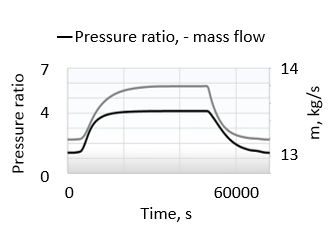 Pressure ratio, - mass flow
7
4
0
Pressure ratio
14
13
m, kg/s
0 60000
Time, s